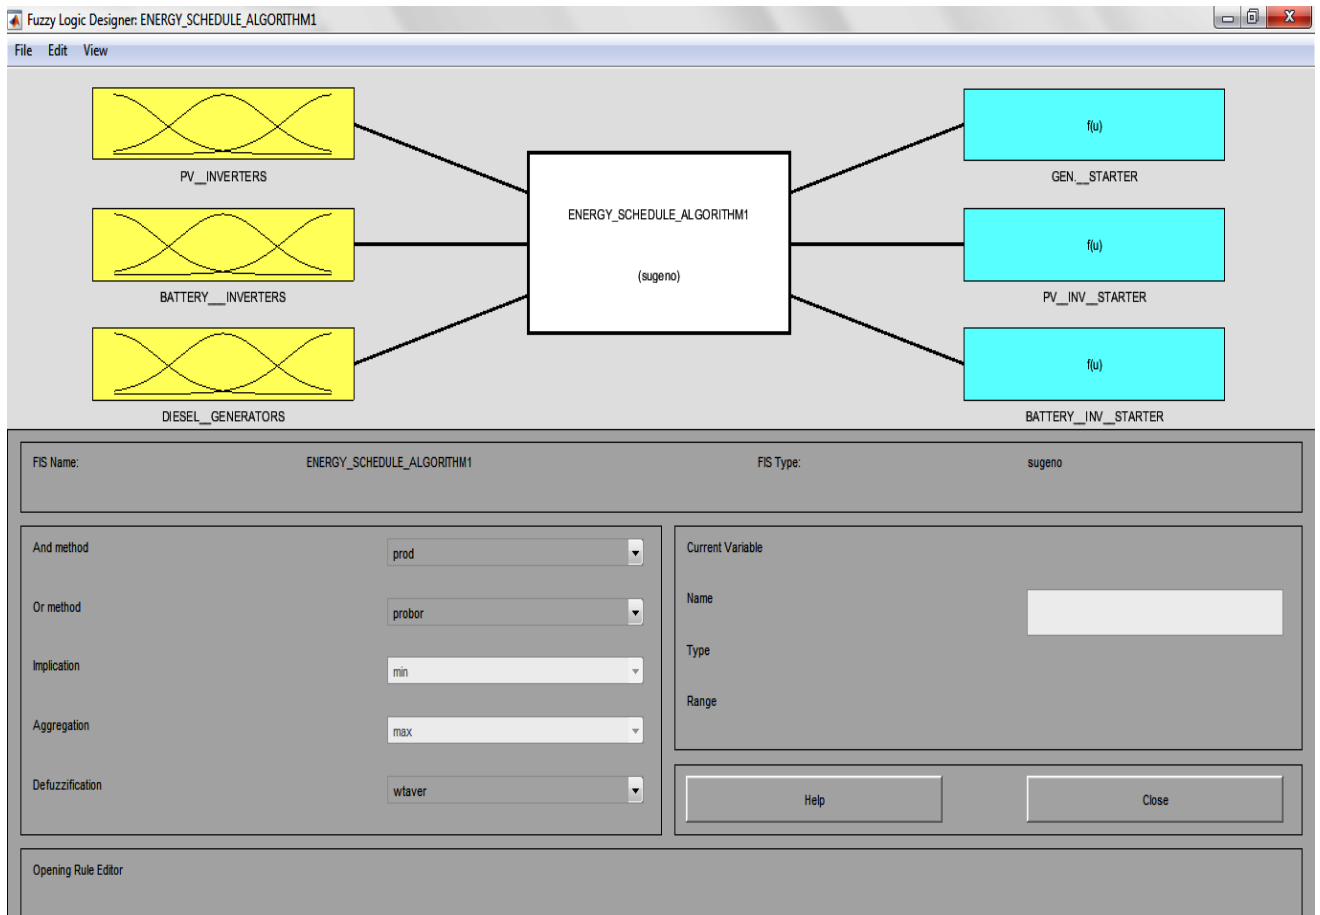 Fuzzy Logic Designer: ENERGY_SCHEDULE_ALGORITHM1
File Edit View
PV__INVERTERS
BATTERY___INVERTERS
DIESEL__GENERATORS
ENERGY_SCHEDULE_ALGORITHM1
(sugeno)
f(u)
GEN.__STARTER
f(u)
PV__INV__STARTER
f(u)
BATTERY__INV__STARTER
FIS Name: ENERGY_SCHEDULE_ALGORITHM1 FIS Type: sugeno
And method prod
Or method probor
Implication min
Aggregation max
Defuzzification wtaver
Current Variable
Name
Type
Range
Help Close
Opening Rule Editor